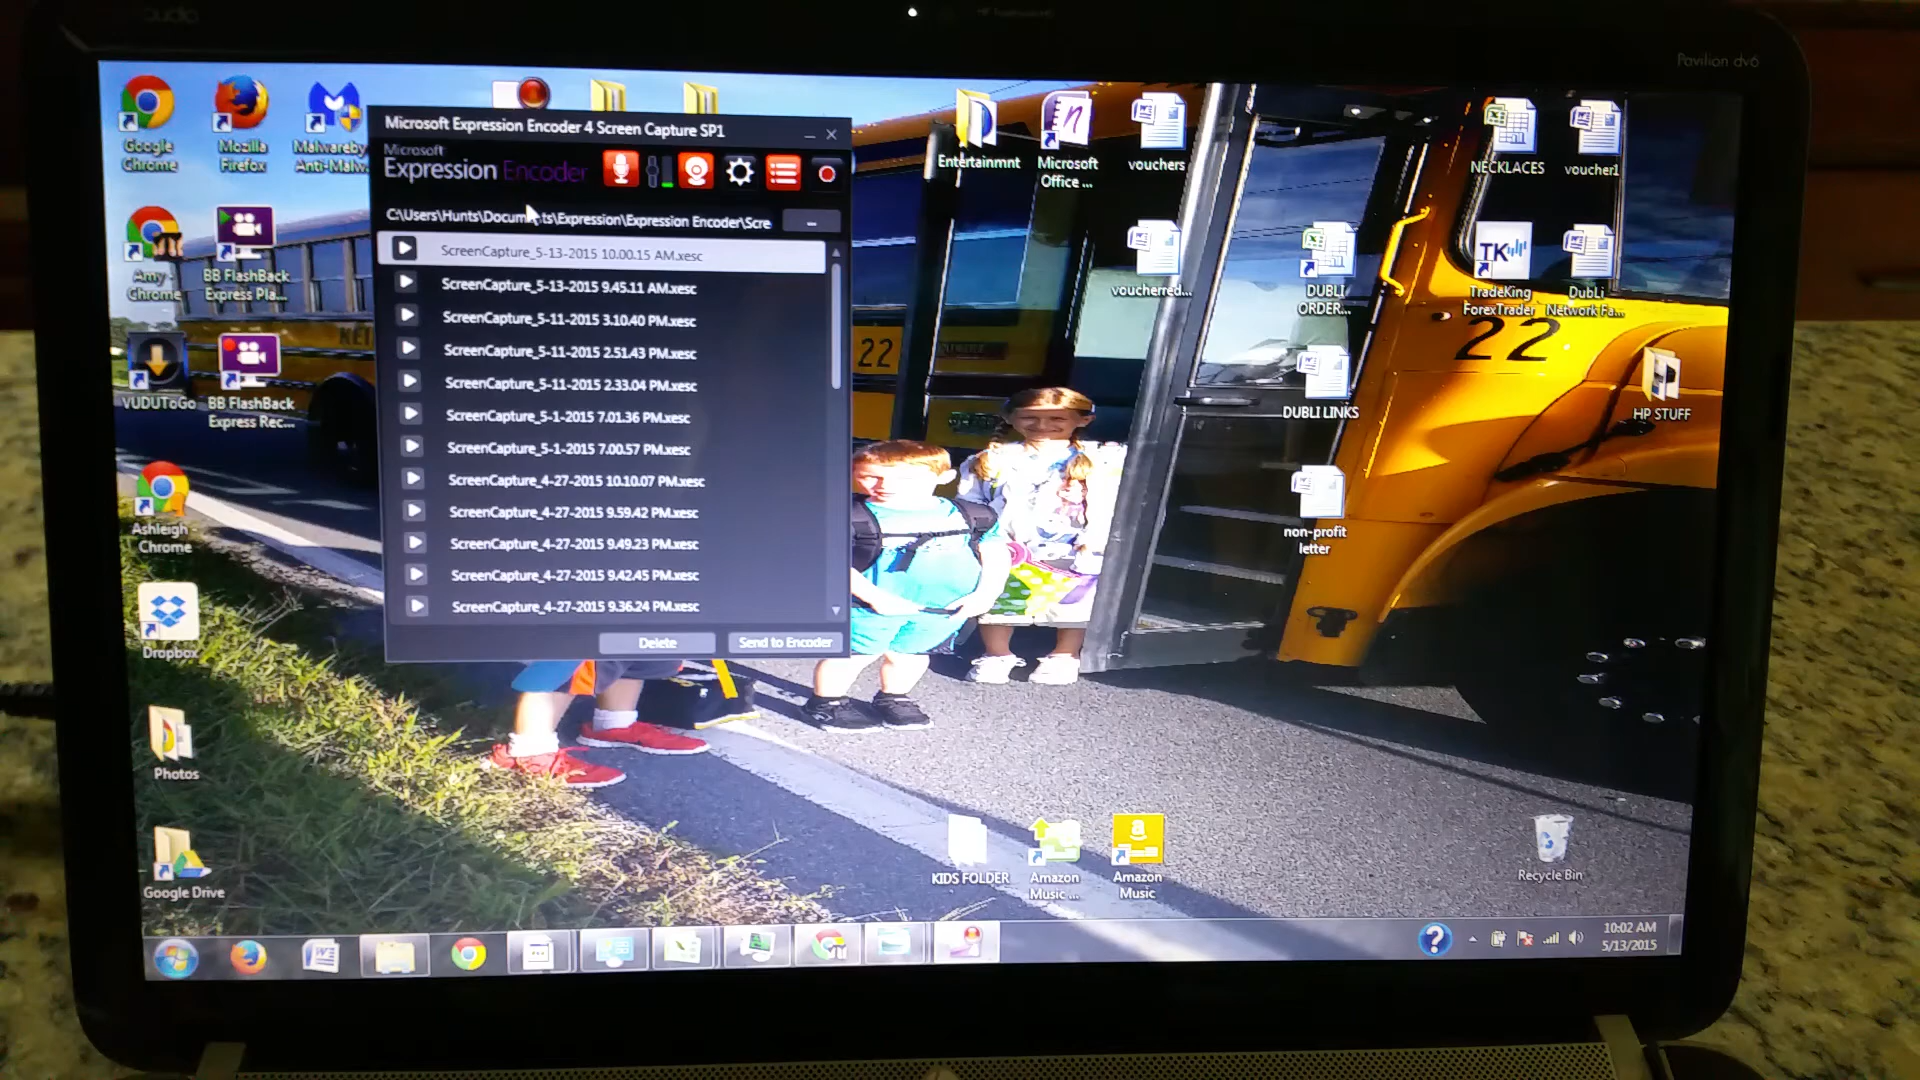 Pavilion dv6
Google
Chrome
Mozilla
Firefox
Malwareby...
Anti-Malw...
Microsoft Expression Encoder 4 Screen Capture SP1
Microsoft
Expression Encoder
C:\Users\Hunts\Documents\Expression\Expression Encoder\Scre
...
ScreenCapture_5-13-2015 10.00.15 AM.xesc
ScreenCapture_5-13-2015 9.45.11 AM.xesc
ScreenCapture_5-11-2015 3.10.40 PM.xesc
ScreenCapture_5-11-2015 2.51.43 PM.xesc
ScreenCapture_5-11-2015 2.33.04 PM.xesc
ScreenCapture_5-1-2015 7.01.36 PM.xesc
ScreenCapture_5-1-2015 7.00.57 PM.xesc
ScreenCapture_4-27-2015 10.10.07 PM.xesc
ScreenCapture_4-27-2015 9.59.42 PM.xesc
ScreenCapture_4-27-2015 9.49.23 PM.xesc
ScreenCapture_4-27-2015 9.42.45 PM.xesc
ScreenCapture_4-27-2015 9.36.24 PM.xesc
Delete
Send to Encoder
Amy -
Chrome
BB FlashBack
Express Pla...
VUDUToGo
BB FlashBack
Express Rec...
Ashleigh -
Chrome
Dropbox
Photos
Google Drive
Entertainmnt
Microsoft
Office ...
vouchers
NECKLACES
voucher1
voucherred...
DUBLI
ORDER...
TK
TradeKing
ForexTrader
DubLi
Network Fa...
22
22
DUBLI LINKS
HP STUFF
non-profit
letter
KIDS FOLDER
Amazon
Music ...
Amazon
Music
Recycle Bin
10:02 AM
5/13/2015